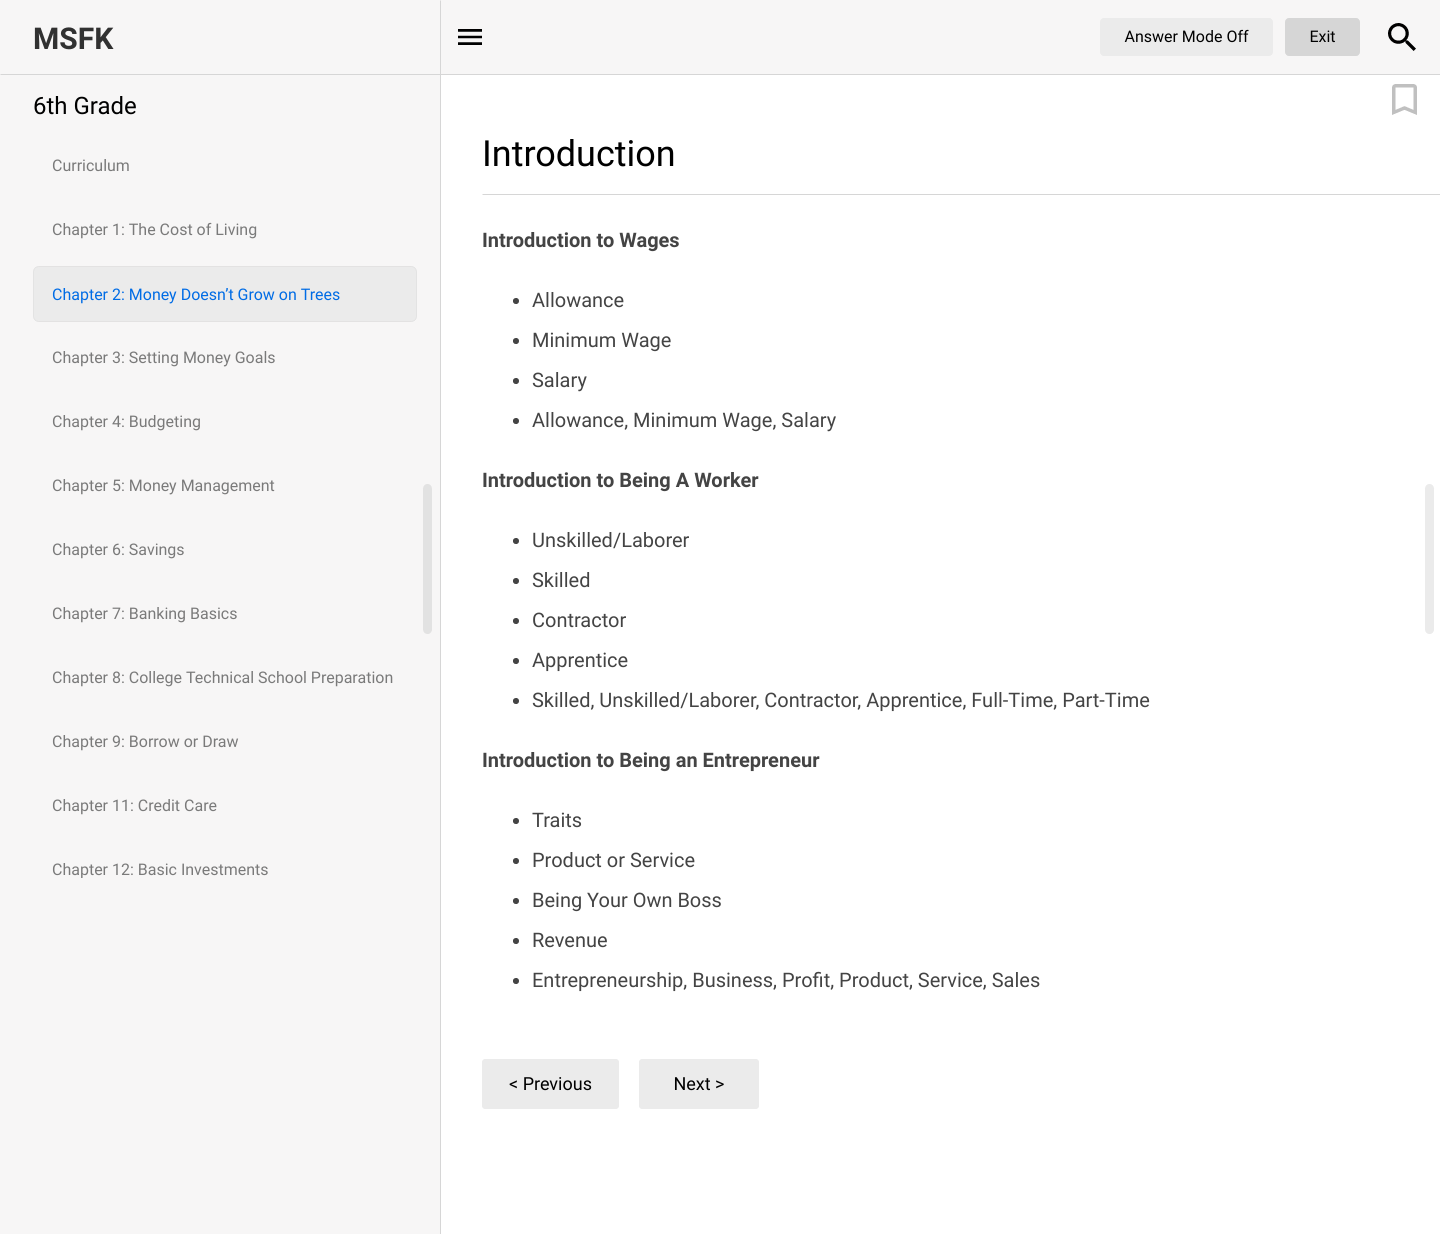 MSFK
Answer Mode Off
Exit
6th Grade
Curriculum
Chapter 1: The Cost of Living
Chapter 2: Money Doesn’t Grow on Trees
Chapter 3: Setting Money Goals
Chapter 4: Budgeting
Chapter 5: Money Management
Chapter 6: Savings
Chapter 7: Banking Basics
Chapter 8: College Technical School Preparation
Chapter 9: Borrow or Draw
Chapter 11: Credit Care
Chapter 12: Basic Investments
Introduction
Introduction to Wages
• Allowance
• Minimum Wage
• Salary
• Allowance, Minimum Wage, Salary
Introduction to Being A Worker
• Unskilled/Laborer
• Skilled
• Contractor
• Apprentice
• Skilled, Unskilled/Laborer, Contractor, Apprentice, Full-Time, Part-Time
Introduction to Being an Entrepreneur
• Traits
• Product or Service
• Being Your Own Boss
• Revenue
• Entrepreneurship, Business, Profit, Product, Service, Sales
< Previous
Next >